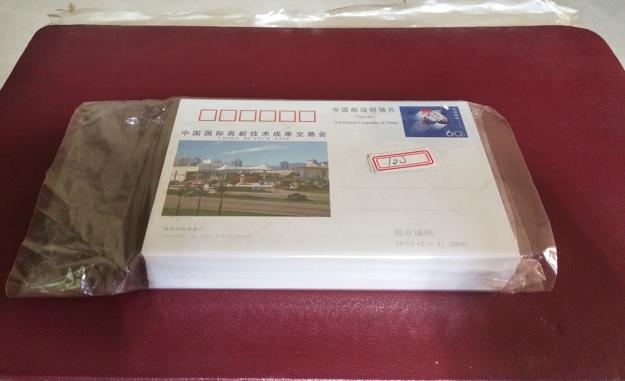 中国邮政明信片
Postcard
The People's Republic of China
60
中国国际高新技术成果交易会
CHINA HI-TECH FAIR
100
邮政编码
JP92 (1-1) 2000